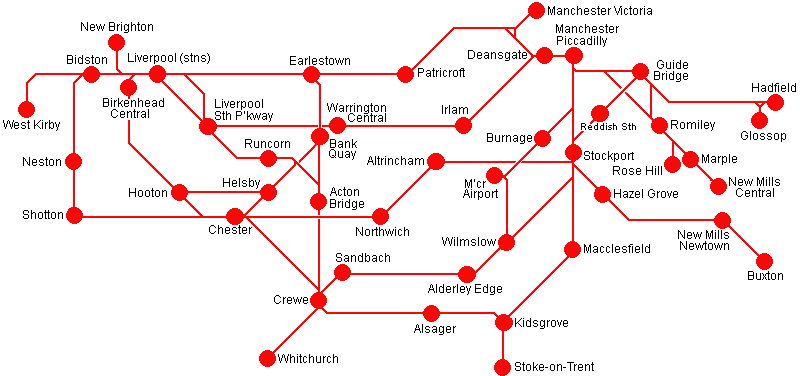 Manchester Victoria
New Brighton
Manchester
Piccadilly
Deansgate
Bidston
Liverpool (stns)
Earlestown
Guide
Bridge
Patricroft
Hadfield
Birkenhead
Central
Liverpool
Sth P'kway
Warrington
Central
Irlam
West Kirby
Reddish Sth
Romiley
Glossop
Burnage
Runcorn
Bank
Quay
Altrincham
Stockport
Neston
Marple
Rose Hill
Helsby
M'cr
Airport
New Mills
Central
Hooton
Acton
Bridge
Hazel Grove
Shotton
Chester
Northwich
New Mills
Newtown
Wilmslow
Macclesfield
Sandbach
Buxton
Alderley Edge
Crewe
Alsager
Kidsgrove
Whitchurch
Stoke-on-Trent